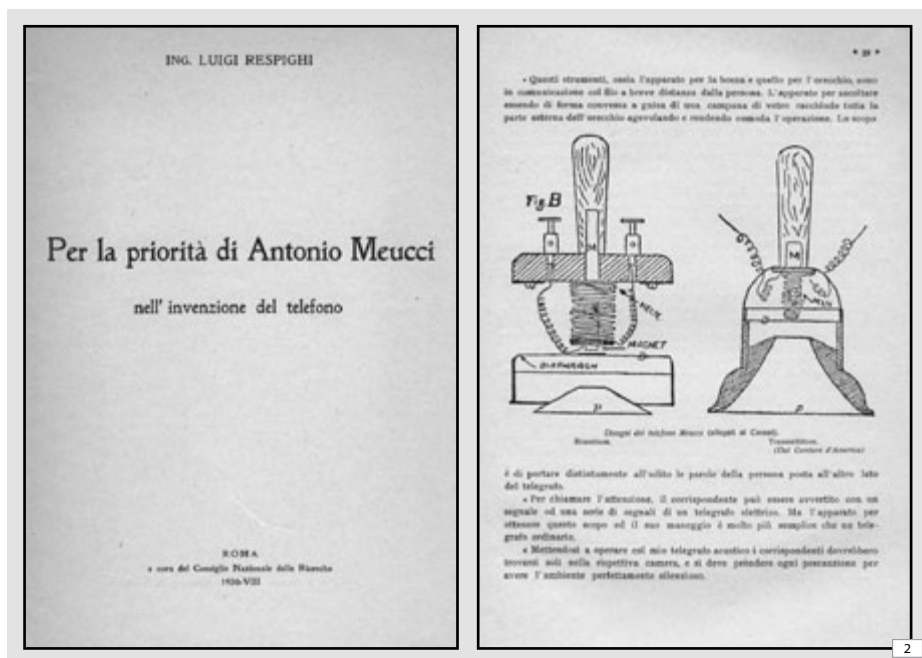 ING. LUIGI RESPIGHI
Per la priorità di Antonio Meucci
nell' invenzione del telefono
ROMA
a cura del Consiglio Nazionale delle Ricerche
1930-VIII
« Questi strumenti, ossia l'apparato per la bocca e quello per l'orecchio, sono
in comunicazione col filo a breve distanza dalla persona. L'apparato per ascoltare
essendo di forma convessa a guisa di una campana di vetro racchiude tutta la
parte esterna dell'orecchio agevolando e rendendo comoda l'operazione. Lo scopo
Fig B
M
M
HELIX
MAGNET
D
DIAPHRAGM
P
D
P
Disegni del telefono Meucci (allegati al Caveat).
Ricevitore. Trasmettitore.
(Dal Corriere d'America)
è di portare distintamente all'udito le parole della persona posta all'altro lato
del telegrafo.
« Per chiamare l'attenzione, il corrispondente può essere avvertito con un
segnale od una serie di segnali di un telegrafo elettrico. Ma l'apparato per
ottenere questo scopo ed il suo maneggio è molto più semplice che un tele-
grafo ordinario.
« Mettendosi a operare col mio telegrafo acustico i corrispondenti dovrebbero
trovarsi soli nella rispettiva camera, e si deve prendere ogni precauzione per
avere l'ambiente perfettamente silenzioso.
2